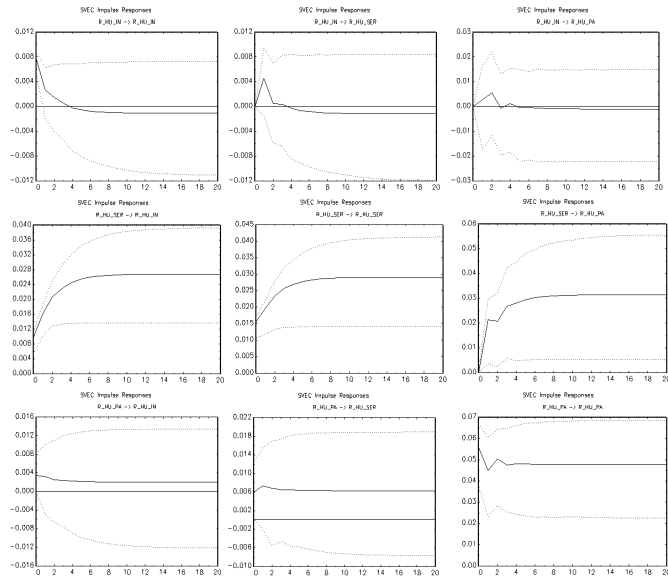 SVEC Impulse Responses
R_HU_IN -> R_HU_IN
0.012
0.008
0.004
0.000
-0.004
-0.008
-0.012
0 2 4 6 8 10 12 14 16 18 20
SVEC Impulse Responses
R_HU_IN -> R_HU_SER
0.012
0.008
0.004
0.000
-0.004
-0.008
-0.012
0 2 4 6 8 10 12 14 16 18 20
SVEC Impulse Responses
R_HU_IN -> R_HU_PA
0.03
0.02
0.01
0.00
-0.01
-0.02
-0.03
0 2 4 6 8 10 12 14 16 18 20
SVEC Impulse Responses
R_HU_SER -> R_HU_IN
0.040
0.036
0.032
0.028
0.024
0.020
0.016
0.012
0.008
0.004
0.000
0 2 4 6 8 10 12 14 16 18 20
SVEC Impulse Responses
R_HU_SER -> R_HU_SER
0.045
0.040
0.035
0.030
0.025
0.020
0.015
0.010
0.005
0.000
0 2 4 6 8 10 12 14 16 18 20
SVEC Impulse Responses
R_HU_SER -> R_HU_PA
0.06
0.05
0.04
0.03
0.02
0.01
0.00
0 2 4 6 8 10 12 14 16 18 20
SVEC Impulse Responses
R_HU_PA -> R_HU_IN
0.016
0.012
0.008
0.004
0.000
-0.004
-0.008
-0.012
-0.016
0 2 4 6 8 10 12 14 16 18 20
SVEC Impulse Responses
R_HU_PA -> R_HU_SER
0.022
0.018
0.014
0.010
0.006
0.002
-0.002
-0.006
-0.010
0 2 4 6 8 10 12 14 16 18 20
SVEC Impulse Responses
R_HU_PA -> R_HU_PA
0.07
0.06
0.05
0.04
0.03
0.02
0.01
0.00
0 2 4 6 8 10 12 14 16 18 20